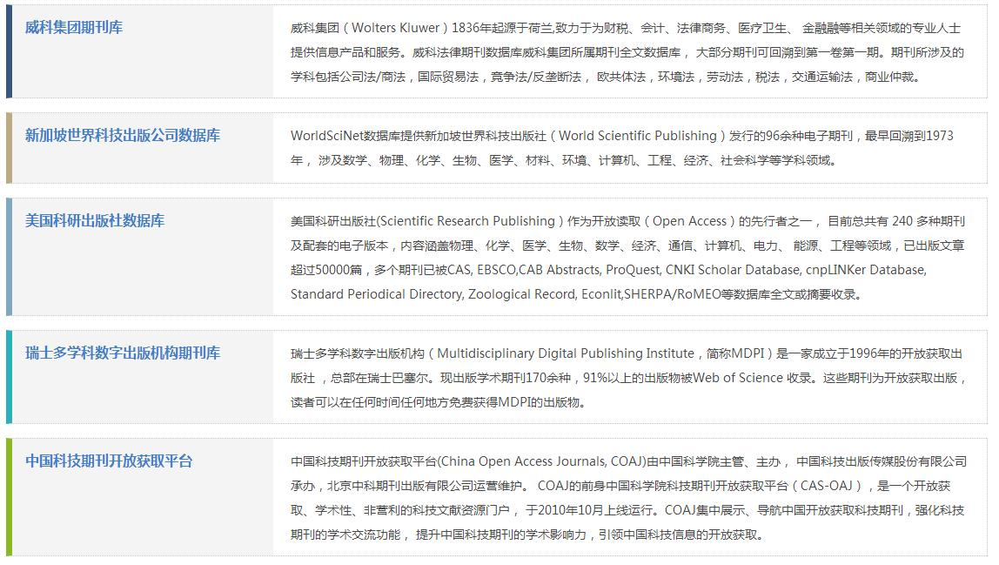 威科集团期刊库
威科集团（Wolters Kluwer）1836年起源于荷兰,致力于为财税、会计、法律商务、医疗卫生、 金融融等相关领域的专业人士
提供信息产品和服务。威科法律期刊数据库威科集团所属期刊全文数据库， 大部分期刊可回溯到第一卷第一期。期刊所涉及的
学科包括公司法/商法，国际贸易法，竞争法/反垄断法， 欧共体法，环境法，劳动法，税法，交通运输法，商业仲裁。
新加坡世界科技出版公司数据库
WorldSciNet数据库提供新加坡世界科技出版社（World Scientific Publishing）发行的96余种电子期刊，最早回溯到1973
年， 涉及数学、物理、化学、生物、医学、材料、环境、计算机、工程、经济、社会科学等学科领域。
美国科研出版社数据库
美国科研出版社(Scientific Research Publishing）作为开放读取（Open Access）的先行者之一， 目前总共有 240 多种期刊
及配套的电子版本，内容涵盖物理、化学、医学、生物、数学、经济、通信、计算机、电力、 能源、工程等领域，已出版文章
超过50000篇，多个期刊已被CAS, EBSCO,CAB Abstracts, ProQuest, CNKI Scholar Database, cnpLINKer Database,
Standard Periodical Directory, Zoological Record, Econlit,SHERPA/RoMEO等数据库全文或摘要收录。
瑞士多学科数字出版机构期刊库
瑞士多学科数字出版机构（Multidisciplinary Digital Publishing Institute，简称MDPI）是一家成立于1996年的开放获取出
版社 ，总部在瑞士巴塞尔。现出版学术期刊170余种，91%以上的出版物被Web of Science 收录。这些期刊为开放获取出版，
读者可以在任何时间任何地方免费获得MDPI的出版物。
中国科技期刊开放获取平台
中国科技期刊开放获取平台(China Open Access Journals, COAJ)由中国科学院主管、主办， 中国科技出版传媒股份有限公司
承办，北京中科期刊出版有限公司运营维护。 COAJ的前身中国科学院科技期刊开放获取平台（CAS-OAJ），是一个开放获
取、学术性、非营利的科技文献资源门户， 于2010年10月上线运行。COAJ集中展示、导航中国开放获取科技期刊，强化科技
期刊的学术交流功能， 提升中国科技期刊的学术影响力，引领中国科技信息的开放获取。